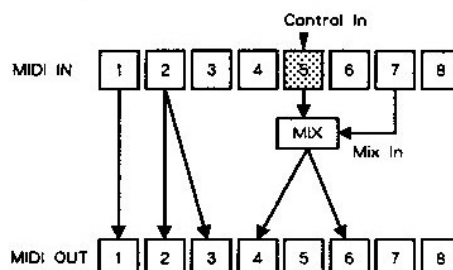 Control In
MIDI IN 1 2 3 4 5 6 7 8
MIX
Mix In
MIDI OUT 1 2 3 4 5 6 7 8